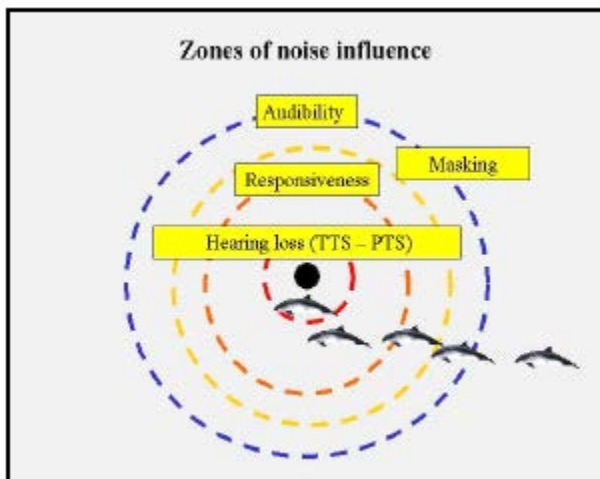 Zones of noise influence
Audibility
Masking
Responsiveness
Hearing loss (TTS – PTS)